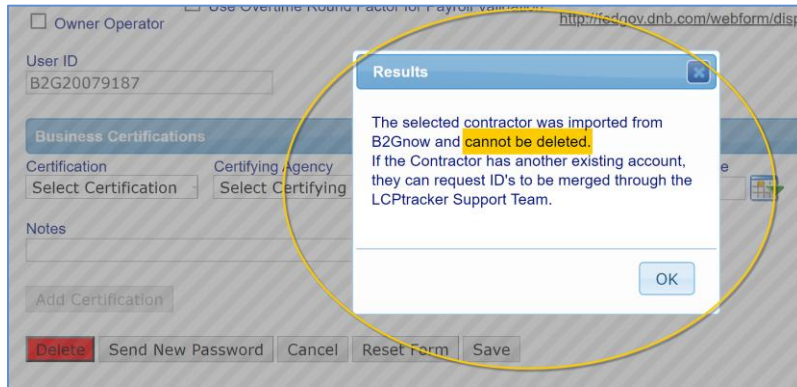 Use Overtime Round Factor for Payroll Validation
Owner Operator
http://fedgov.dnb.com/webform/disp
User ID
B2G20079187
Business Certifications
Certification
Certifying Agency
e
Select Certification
Select Certifying
Notes
Add Certification
Delete
Send New Password
Cancel
Reset Form
Save
Results
The selected contractor was imported from
B2Gnow and cannot be deleted.
If the Contractor has another existing account,
they can request ID's to be merged through the
LCPtracker Support Team.
OK